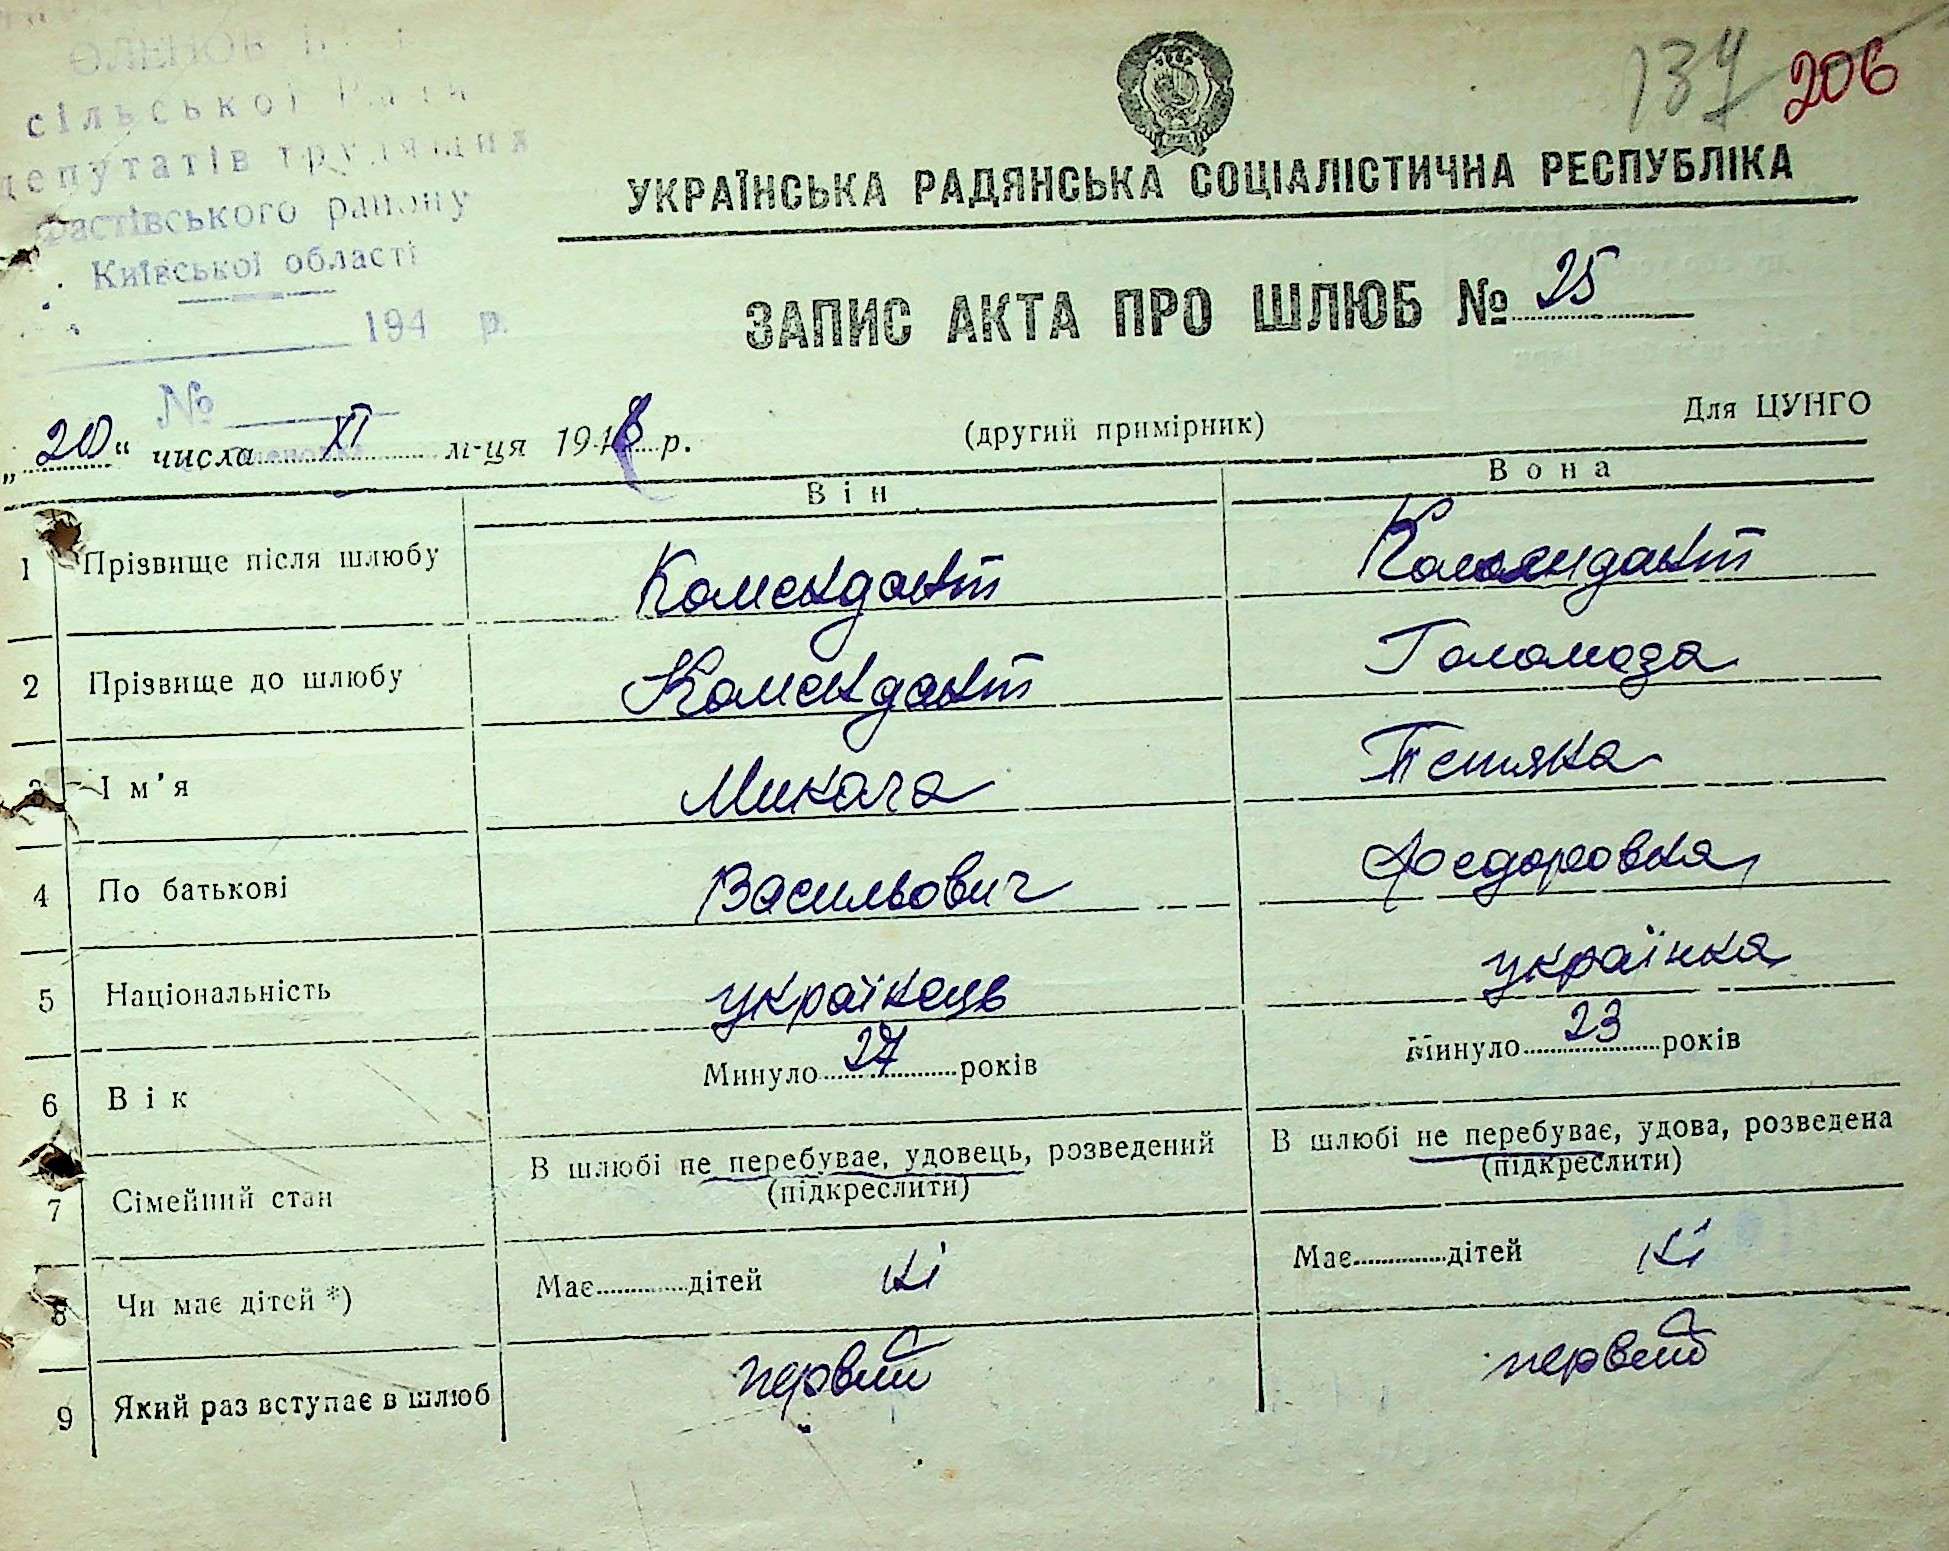 сільської Ради
депутатів трудящих
Фастівського району
Київської області
194 р.
№
137 206
УКРАЇНСЬКА РАДЯНСЬКА СОЦІАЛІСТИЧНА РЕСПУБЛІКА
ЗАПИС АКТА ПРО ШЛЮБ № 25
„20“ числа XI м-ця 1948 р. (другий примірник) Для ЦУНГО
Він Вона
1 Прізвище після шлюбу Комендант Комендант
2 Прізвище до шлюбу Комендант Голомоза
3 Ім'я Микола Тетяна
4 По батькові Васильович Федоровна
5 Національність українець українка
6 Вік Минуло 27 років Минуло 23 років
7 Сімейний стан В шлюбі не перебуває, удовець, розведений В шлюбі не перебуває, удова, розведена
(підкреслити) (підкреслити)
8 Чи має дітей *) Має дітей ні Має дітей ні
9 Який раз вступає в шлюб первий первий